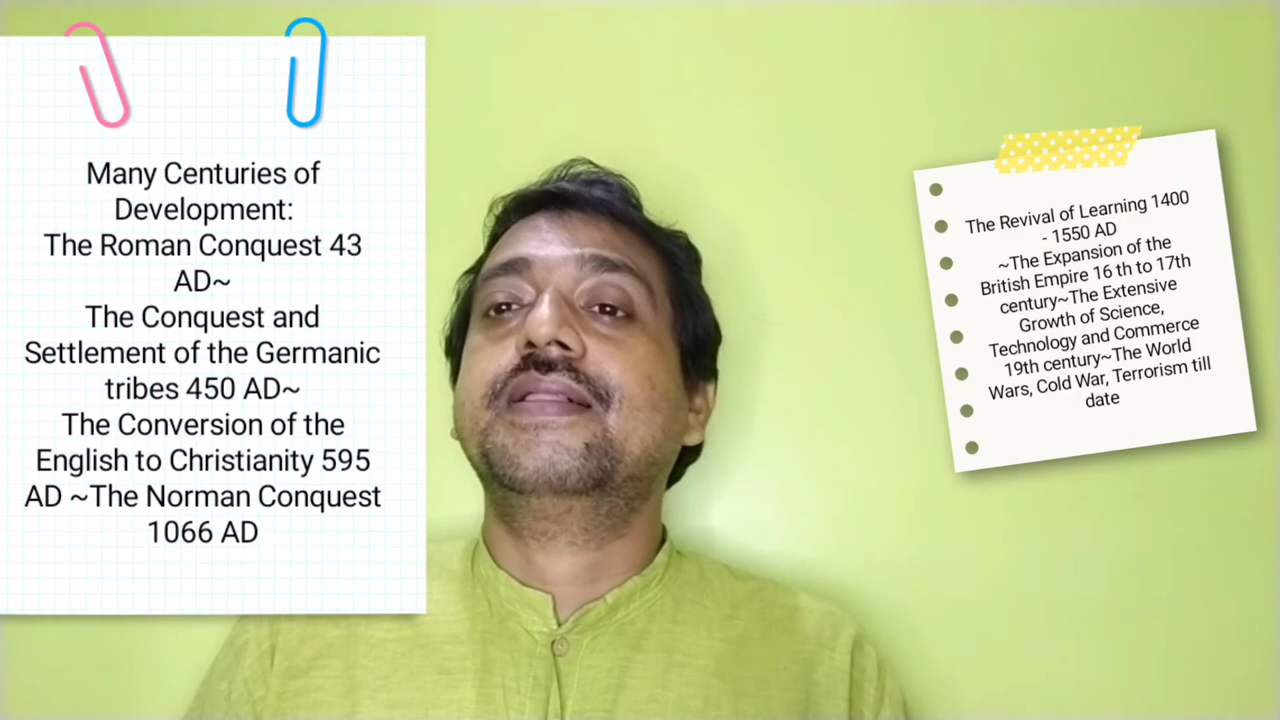 Many Centuries of
Development:
The Roman Conquest 43
AD~
The Conquest and
Settlement of the Germanic
tribes 450 AD~
The Conversion of the
English to Christianity 595
AD ~The Norman Conquest
1066 AD
The Revival of Learning 1400
- 1550 AD
~The Expansion of the
British Empire 16 th to 17th
century~The Extensive
Growth of Science,
Technology and Commerce
19th century~The World
Wars, Cold War, Terrorism till
date